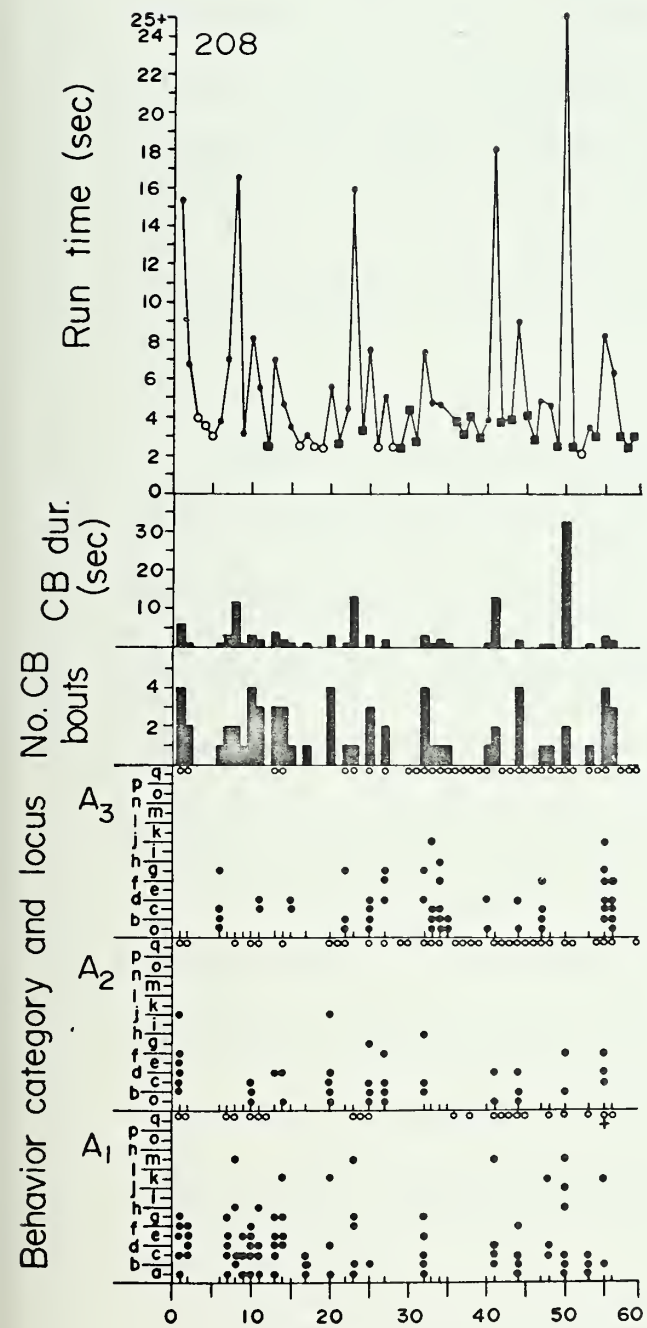 208
Run time (sec)
25+
24
22
20
18
16
14
12
10
8
6
4
2
0
CB dur. (sec)
30
20
10
No. CB bouts
4
2
Behavior category and locus
A3
q
p
o
n
m
l
k
j
i
h
g
f
e
d
c
b
a
A2
q
p
o
n
m
l
k
j
i
h
g
f
e
d
c
b
a
A1
q
p
o
n
m
l
k
j
i
h
g
f
e
d
c
b
a
0 10 20 30 40 50 60